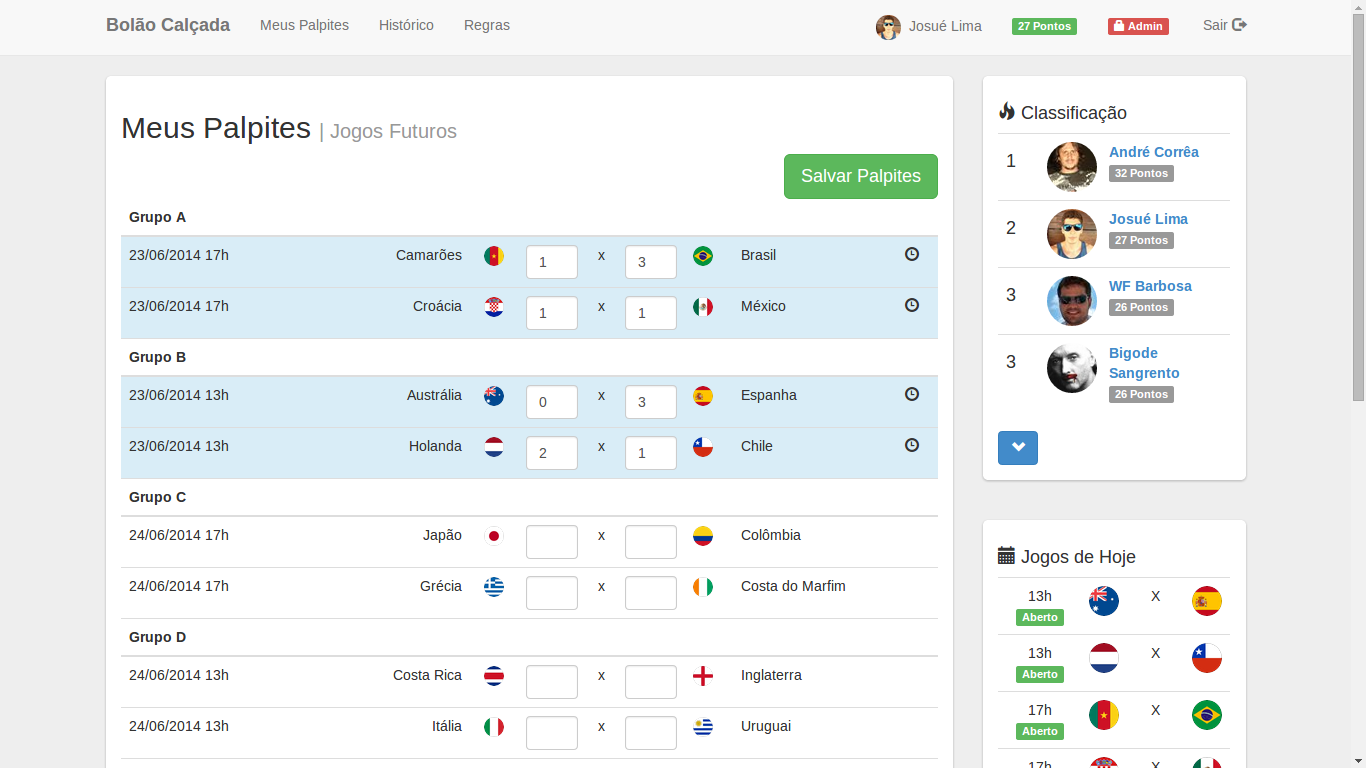 Bolão Calçada Meus Palpites Histórico Regras Josué Lima 27 Pontos Admin Sair
Meus Palpites | Jogos Futuros
Salvar Palpites
Grupo A
23/06/2014 17h Camarões 1 x 3 Brasil
23/06/2014 17h Croácia 1 x 1 México
Grupo B
23/06/2014 13h Austrália 0 x 3 Espanha
23/06/2014 13h Holanda 2 x 1 Chile
Grupo C
24/06/2014 17h Japão x Colômbia
24/06/2014 17h Grécia x Costa do Marfim
Grupo D
24/06/2014 13h Costa Rica x Inglaterra
24/06/2014 13h Itália x Uruguai
Classificação
1 André Corrêa
32 Pontos
2 Josué Lima
27 Pontos
3 WF Barbosa
26 Pontos
3 Bigode
Sangrento
26 Pontos
Jogos de Hoje
13h X
Aberto
13h X
Aberto
17h X
Aberto
17h X